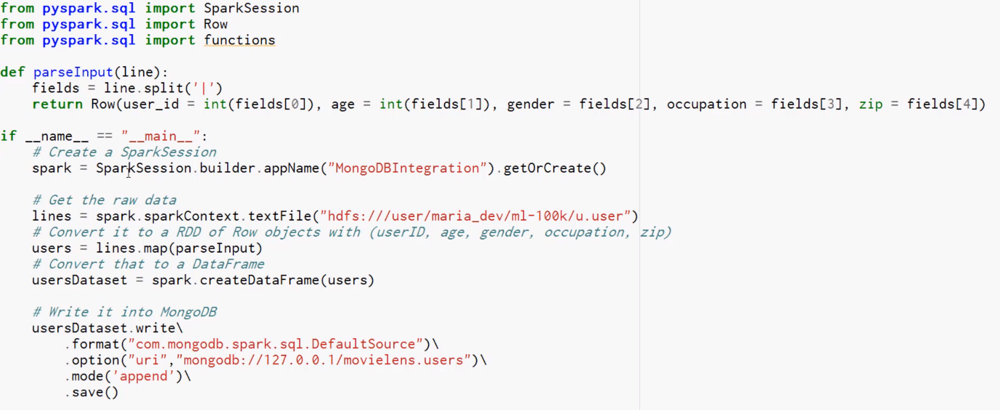 from pyspark.sql import SparkSession
from pyspark.sql import Row
from pyspark.sql import functions
def parseInput(line):
fields = line.split('|')
return Row(user_id = int(fields[0]), age = int(fields[1]), gender = fields[2], occupation = fields[3], zip = fields[4])
if __name__ == "__main__":
# Create a SparkSession
spark = SparkSession.builder.appName("MongoDBIntegration").getOrCreate()
# Get the raw data
lines = spark.sparkContext.textFile("hdfs:///user/maria_dev/ml-100k/u.user")
# Convert it to a RDD of Row objects with (userID, age, gender, occupation, zip)
users = lines.map(parseInput)
# Convert that to a DataFrame
usersDataset = spark.createDataFrame(users)
# Write it into MongoDB
usersDataset.write\
.format("com.mongodb.spark.sql.DefaultSource")\
.option("uri","mongodb://127.0.0.1/movielens.users")\
.mode('append')\
.save()